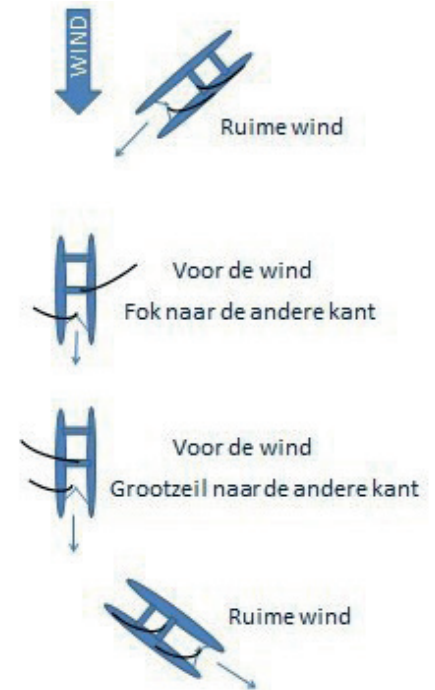 WIND
Ruime wind
Voor de wind
Fok naar de andere kant
Voor de wind
Grootzeil naar de andere kant
Ruime wind